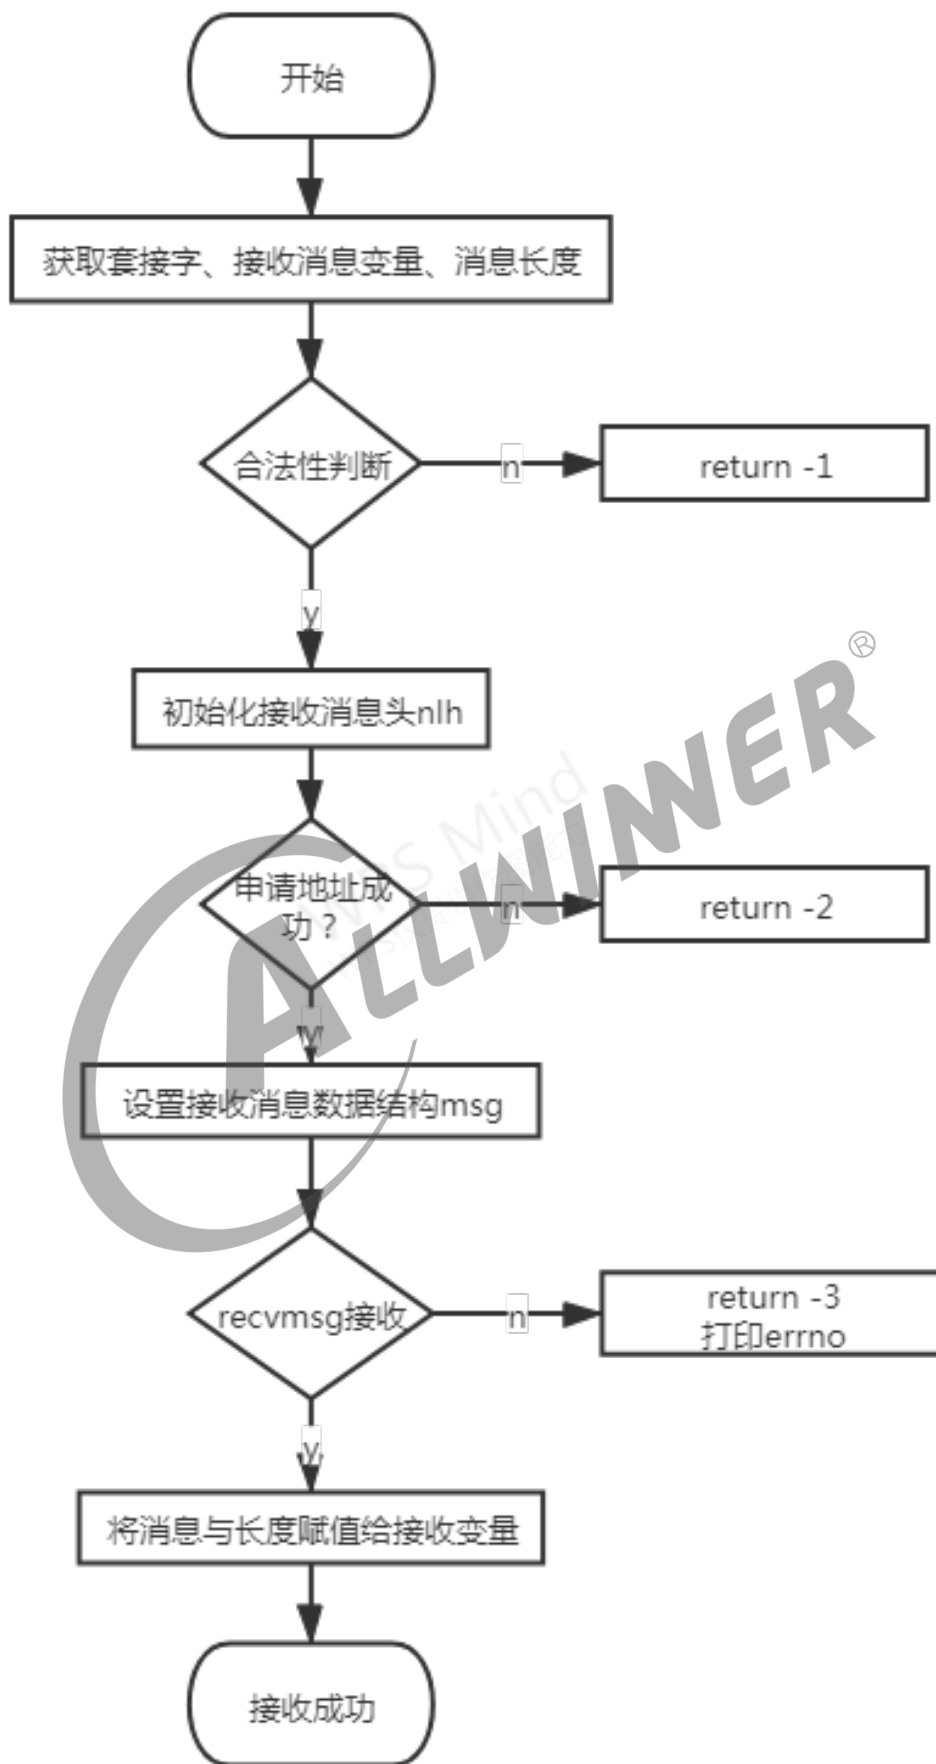 开始
获取套接字、接收消息变量、消息长度
合法性判断
n
return -1
y
初始化接收消息头nlh
申请地址成
功？
n
return -2
y
设置接收消息数据结构msg
recvmsg接收
n
return -3
打印errno
y
将消息与长度赋值给接收变量
接收成功
ALLWINNER®
WPS Mind